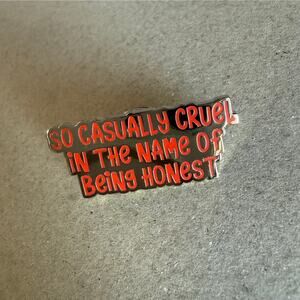 SO CASUALLY CRUEL
iN THE NAME OF
BEiNG HONEST